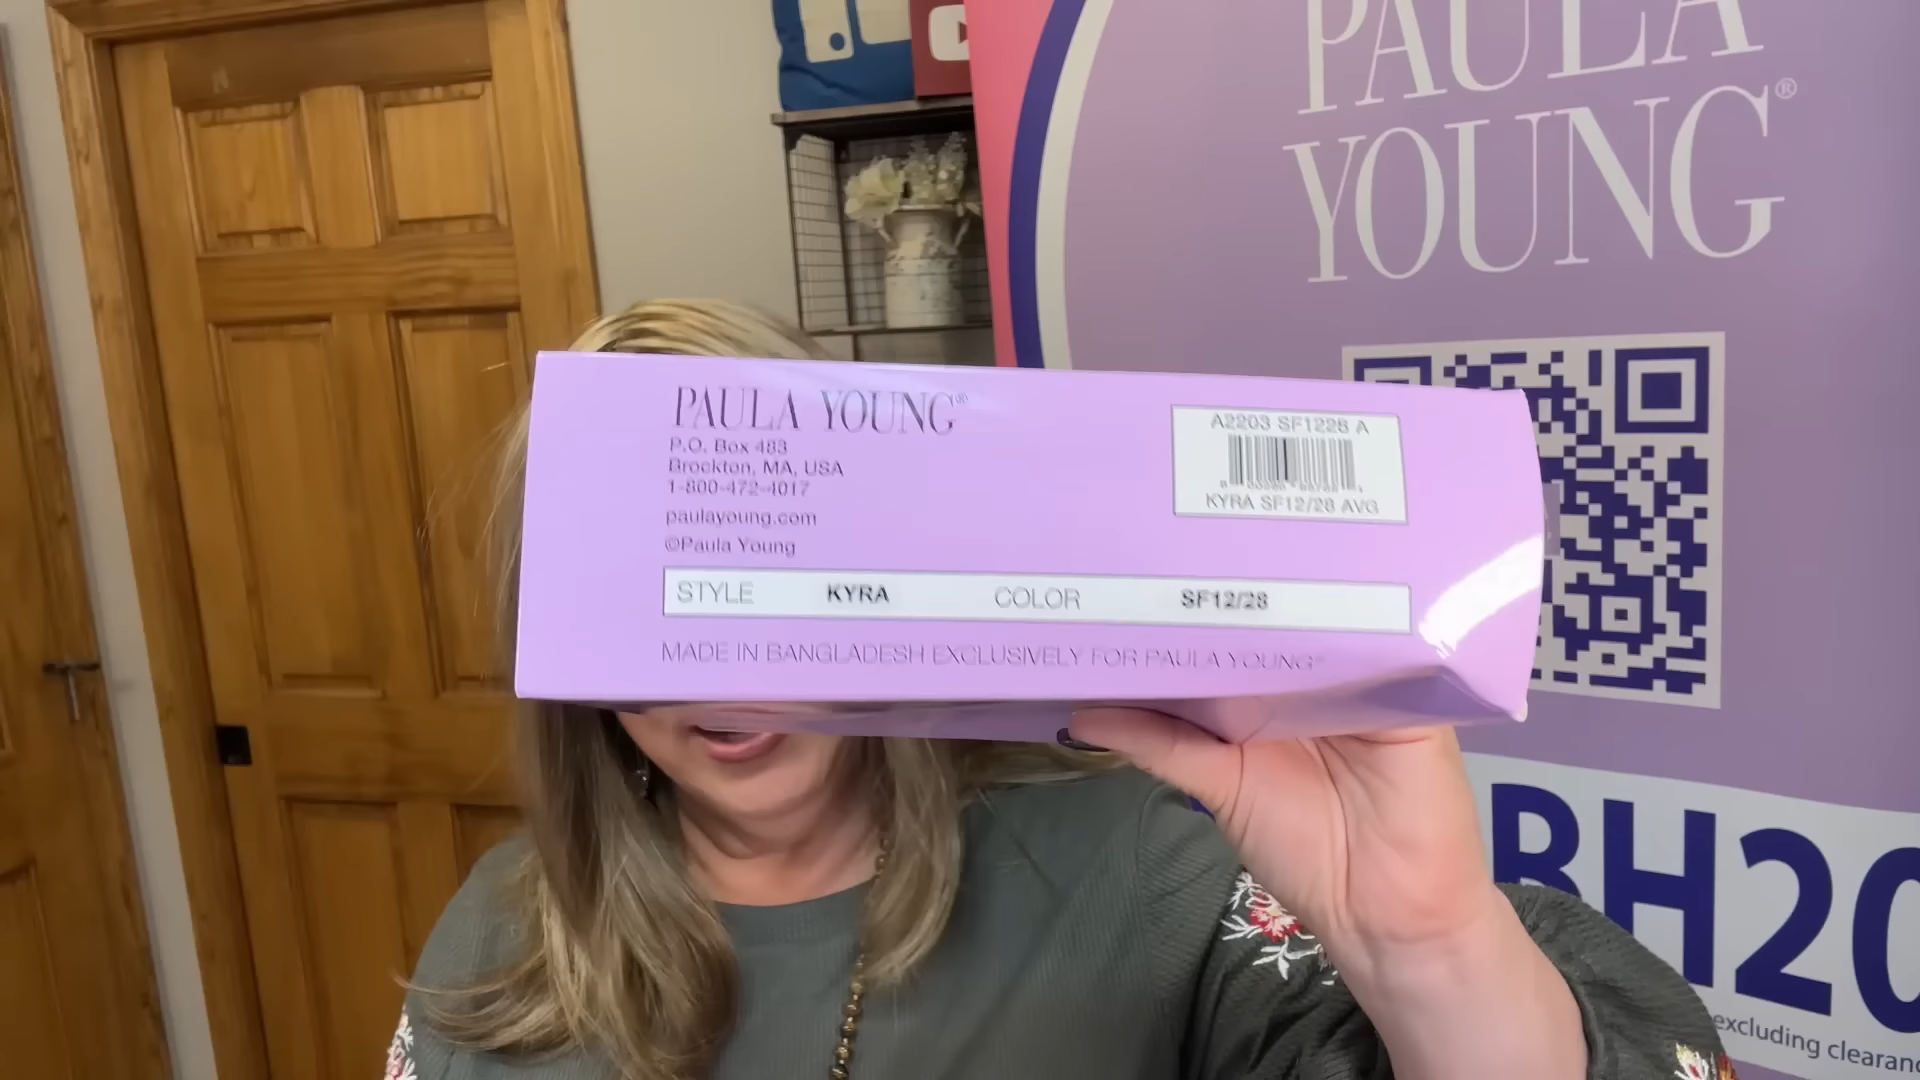 PAULA
YOUNG®
PAULA YOUNG®
P.O. Box 483
Brockton, MA, USA
1-800-472-4017
paulayoung.com
©Paula Young
A2203 SF1228 A
KYRA SF12/28 AVG
STYLE KYRA COLOR SF12/28
MADE IN BANGLADESH EXCLUSIVELY FOR PAULA YOUNG®
BH20
excluding clearanc